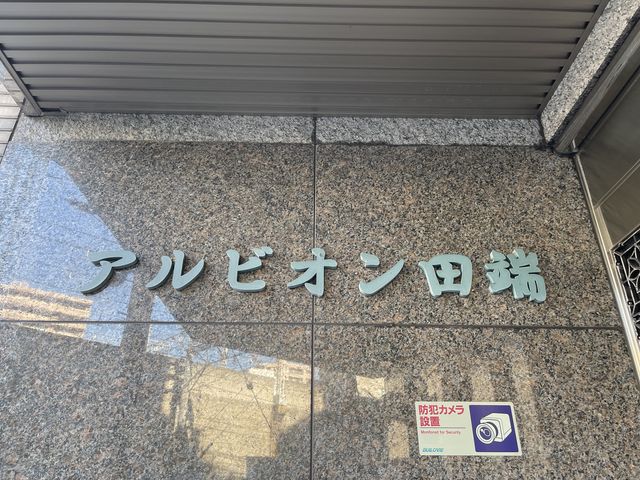 アルビオン田端
防犯カメラ
設置
Monitored for Security